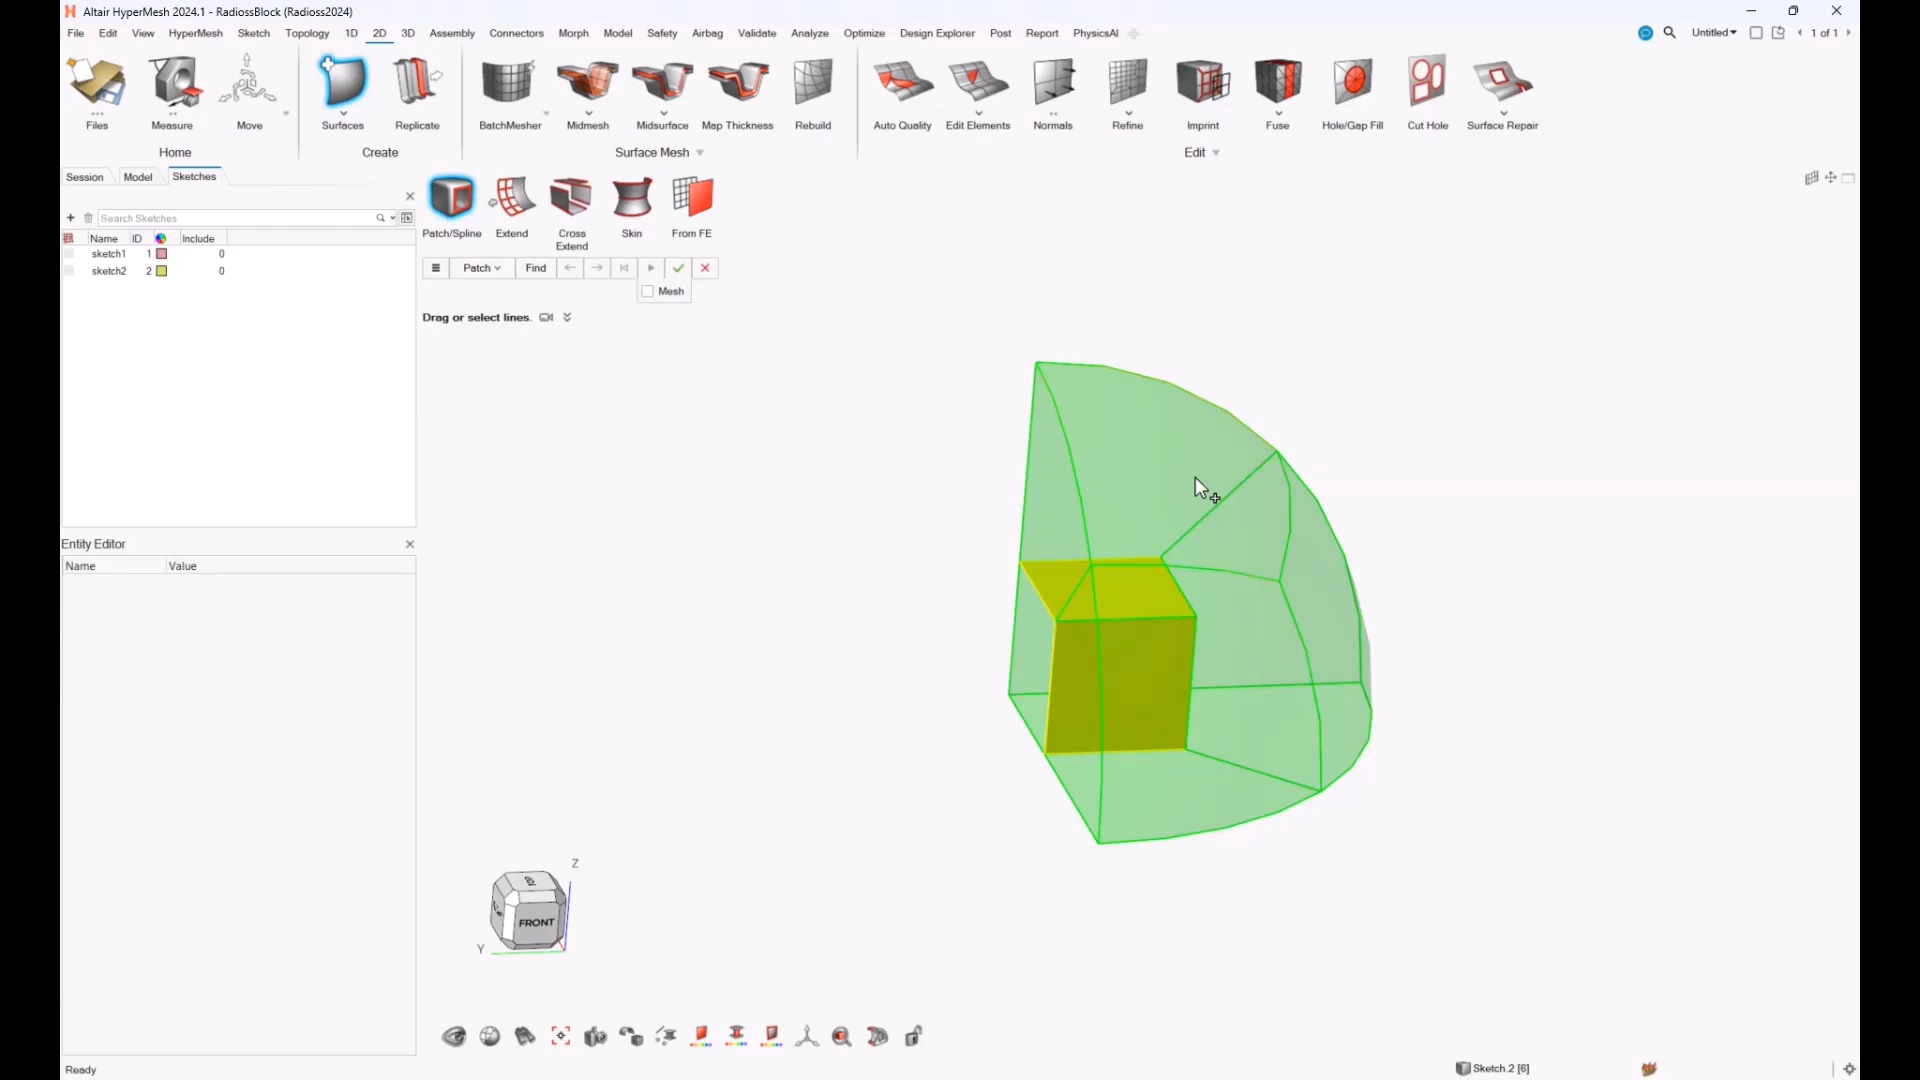 Altair HyperMesh 2024.1 - RadiossBlock (Radioss2024)
File Edit View HyperMesh Sketch Topology 1D 2D 3D Assembly Connectors Morph Model Safety Airbag Validate Analyze Optimize Design Explorer Post Report PhysicsAI Untitled 1 of 1
Files Measure Move Surfaces Replicate BatchMesher Midmesh Midsurface Map Thickness Rebuild Auto Quality Edit Elements Normals Refine Imprint Fuse Hole/Gap Fill Cut Hole Surface Repair
Home Create Surface Mesh Edit
Session Model Sketches
Search Sketches
Name ID Include
sketch1 1 0
sketch2 2 0
Patch/Spline Extend Cross Extend Skin From FE
Patch Find
Mesh
Drag or select lines.
Entity Editor
Name Value
Z
FRONT
Y
Ready
Sketch.2 [6]